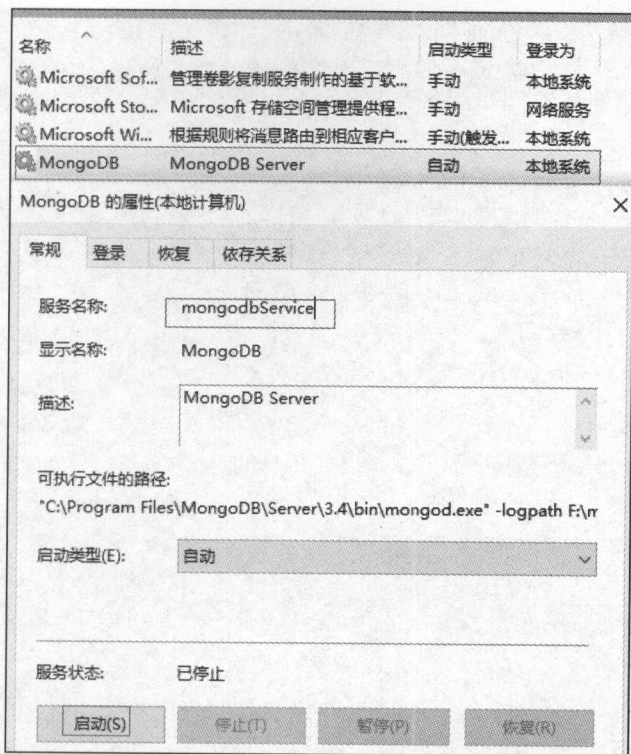 名称 描述 启动类型 登录为
Microsoft Sof... 管理卷影复制服务制作的基于软... 手动 本地系统
Microsoft Sto... Microsoft 存储空间管理提供程... 手动 网络服务
Microsoft Wi... 根据规则将消息路由到相应客户... 手动(触发... 本地系统
MongoDB MongoDB Server 自动 本地系统
MongoDB 的属性(本地计算机)
常规 登录 恢复 依存关系
服务名称: mongodbService
显示名称: MongoDB
描述: MongoDB Server
可执行文件的路径:
"C:\Program Files\MongoDB\Server\3.4\bin\mongod.exe" -logpath F:\m
启动类型(E): 自动
服务状态: 已停止
启动(S) 停止(T) 暂停(P) 恢复(R)